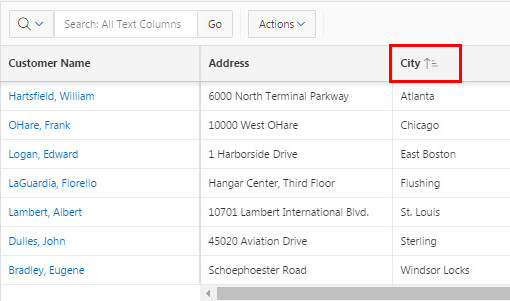 Search: All Text Columns Go Actions
Customer Name Address City
Hartsfield, William 6000 North Terminal Parkway Atlanta
OHare, Frank 10000 West OHare Chicago
Logan, Edward 1 Harborside Drive East Boston
LaGuardia, Fiorello Hangar Center, Third Floor Flushing
Lambert, Albert 10701 Lambert International Blvd. St. Louis
Dulles, John 45020 Aviation Drive Sterling
Bradley, Eugene Schoephoester Road Windsor Locks